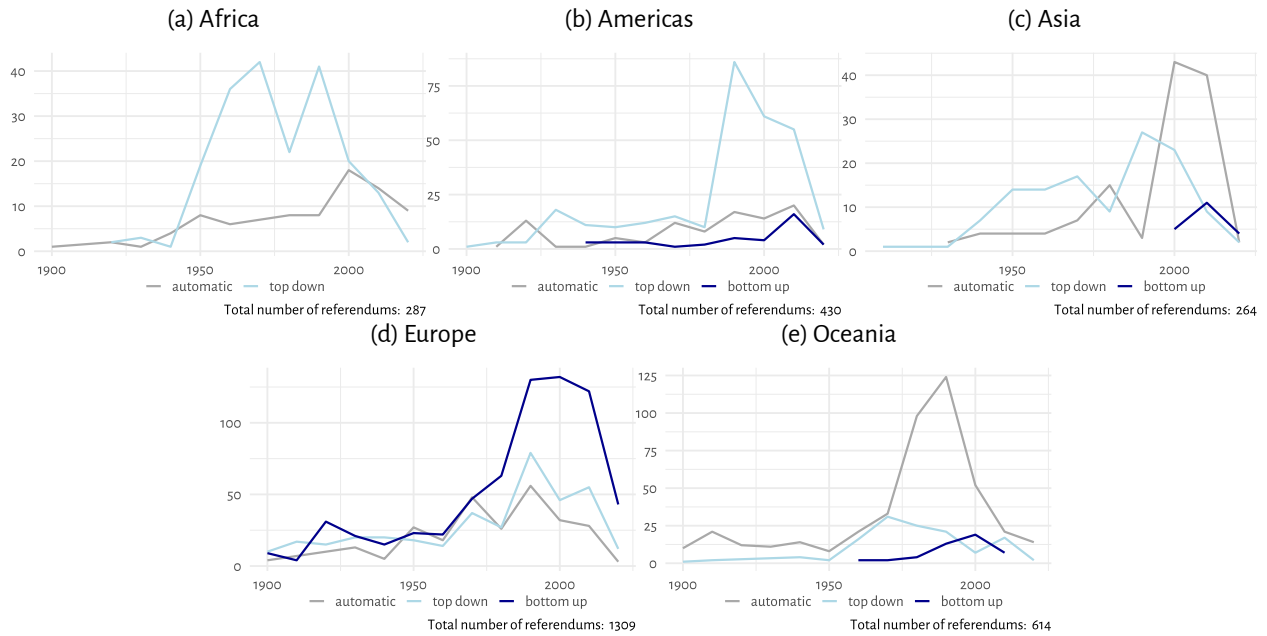 (a) Africa
40
30
20
10
0
1900 1950 2000
automatic top down
Total number of referendums: 287
(b) Americas
75
50
25
0
1900 1950 2000
automatic top down bottom up
Total number of referendums: 430
(c) Asia
40
30
20
10
0
1950 2000
automatic top down bottom up
Total number of referendums: 264
(d) Europe
100
50
0
1900 1950 2000
automatic top down bottom up
Total number of referendums: 1309
(e) Oceania
125
100
75
50
25
0
1900 1950 2000
automatic top down bottom up
Total number of referendums: 614